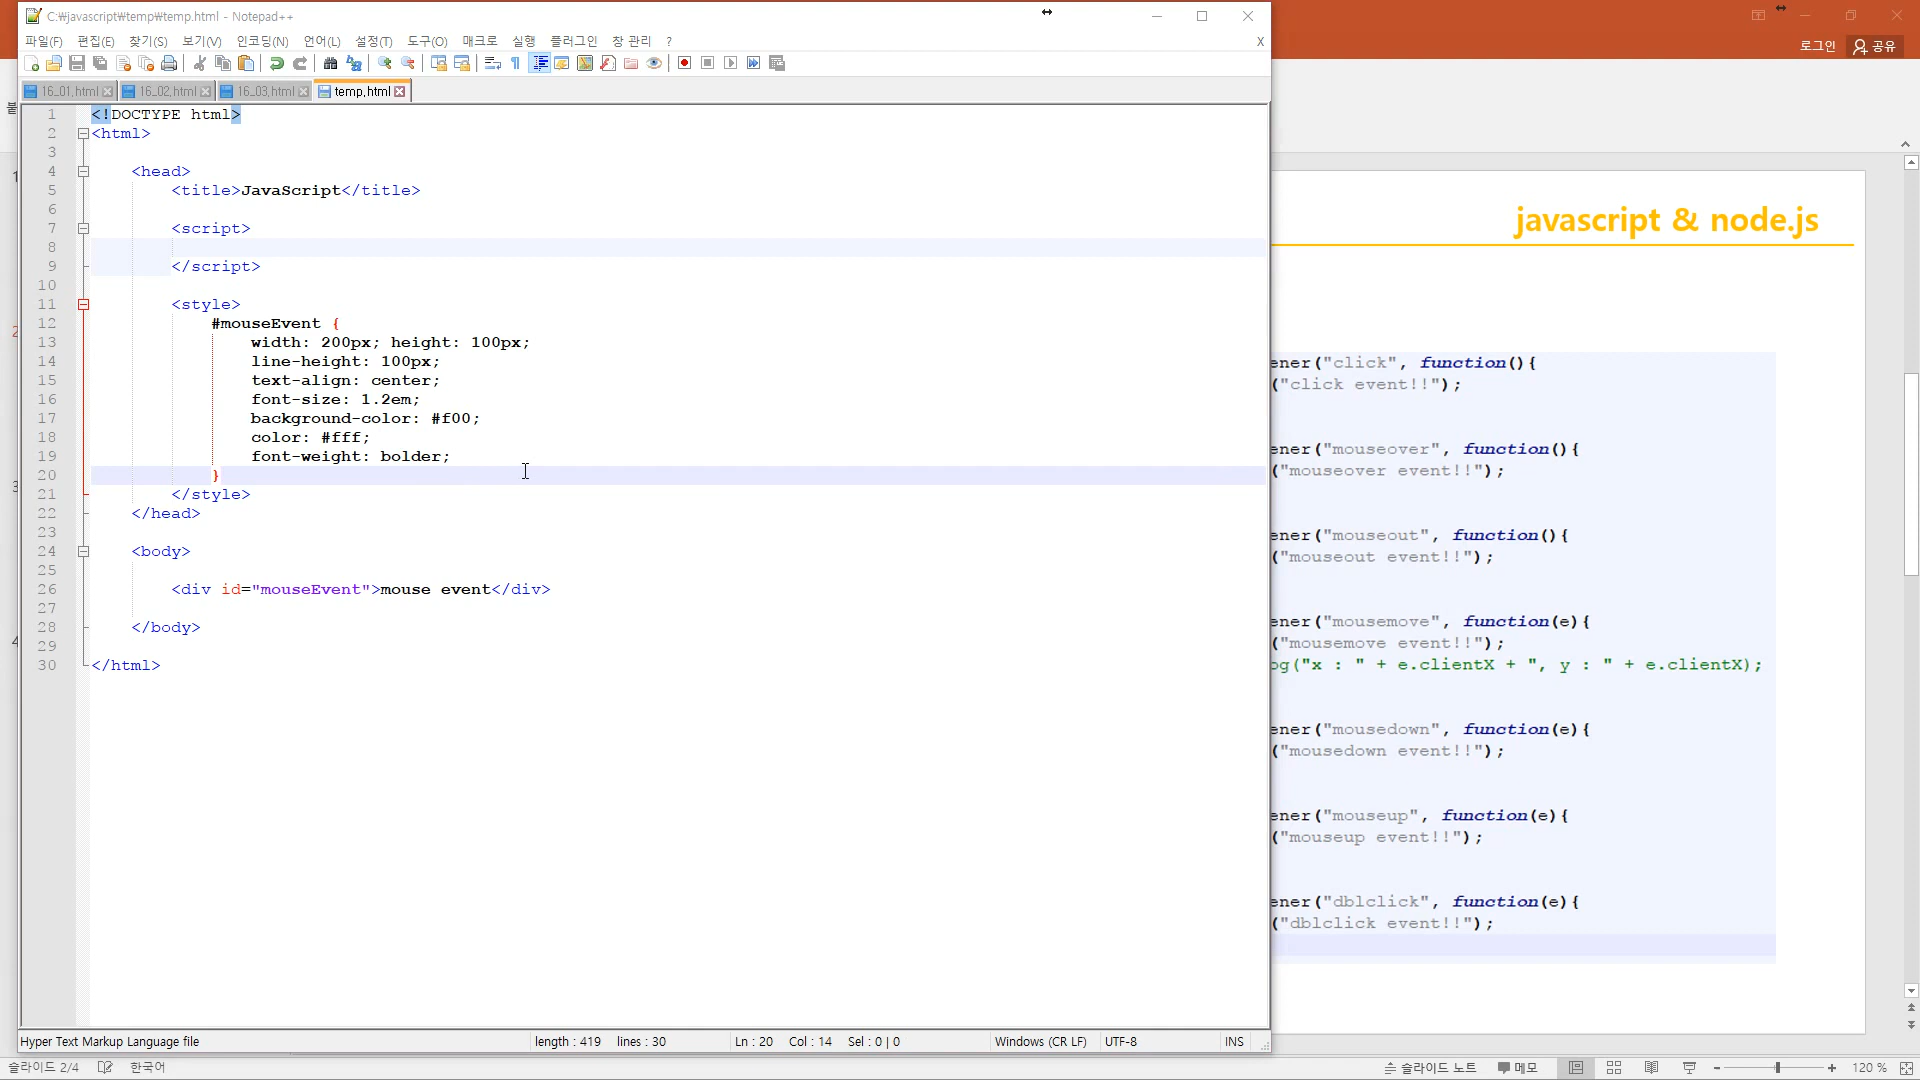 C:₩javascript₩temp₩temp.html - Notepad++
로그인 공유
파일(F) 편집(E) 찾기(S) 보기(V) 인코딩(N) 언어(L) 설정(T) 도구(O) 매크로 실행 플러그인 창 관리 ? X
16_01.html 16_02.html 16_03.html temp.html
1 <!DOCTYPE html>
2 <html>
3
4 <head>
5 <title>JavaScript</title>
6
7 <script>
8
9 </script>
10
11 <style>
12 #mouseEvent {
13 width: 200px; height: 100px;
14 line-height: 100px;
15 text-align: center;
16 font-size: 1.2em;
17 background-color: #f00;
18 color: #fff;
19 font-weight: bolder;
20 }
21 </style>
22 </head>
23
24 <body>
25
26 <div id="mouseEvent">mouse event</div>
27
28 </body>
29
30 </html>
javascript & node.js
ener("click", function(){
("click event!!");
ener("mouseover", function(){
("mouseover event!!");
ener("mouseout", function(){
("mouseout event!!");
ener("mousemove", function(e){
("mousemove event!!");
og("x : " + e.clientX + ", y : " + e.clientX);
ener("mousedown", function(e){
("mousedown event!!");
ener("mouseup", function(e){
("mouseup event!!");
ener("dblclick", function(e){
("dblclick event!!");
Hyper Text Markup Language file length : 419 lines : 30 Ln : 20 Col : 14 Sel : 0 | 0 Windows (CR LF) UTF-8 INS
슬라이드 2/4 한국어 슬라이드 노트 메모 120 %